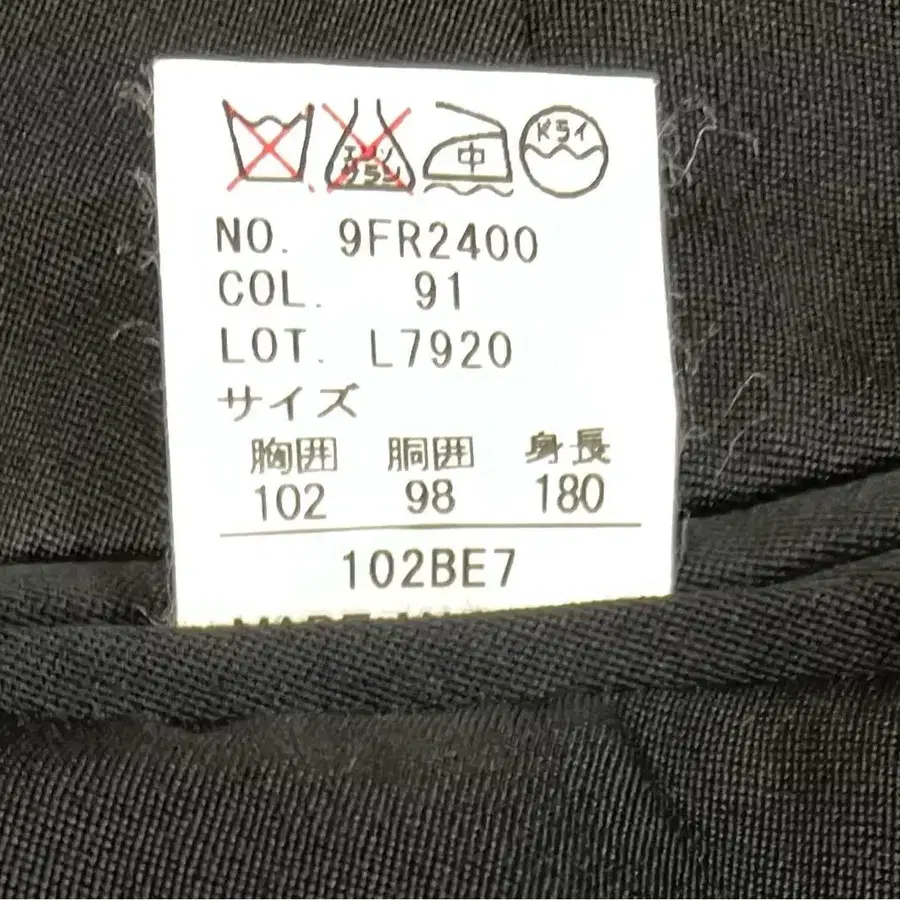 エンソ サラシ 中 ドライ
NO. 9FR2400
COL. 91
LOT. L7920
サイズ
胸囲 胴囲 身長
102 98 180
102BE7